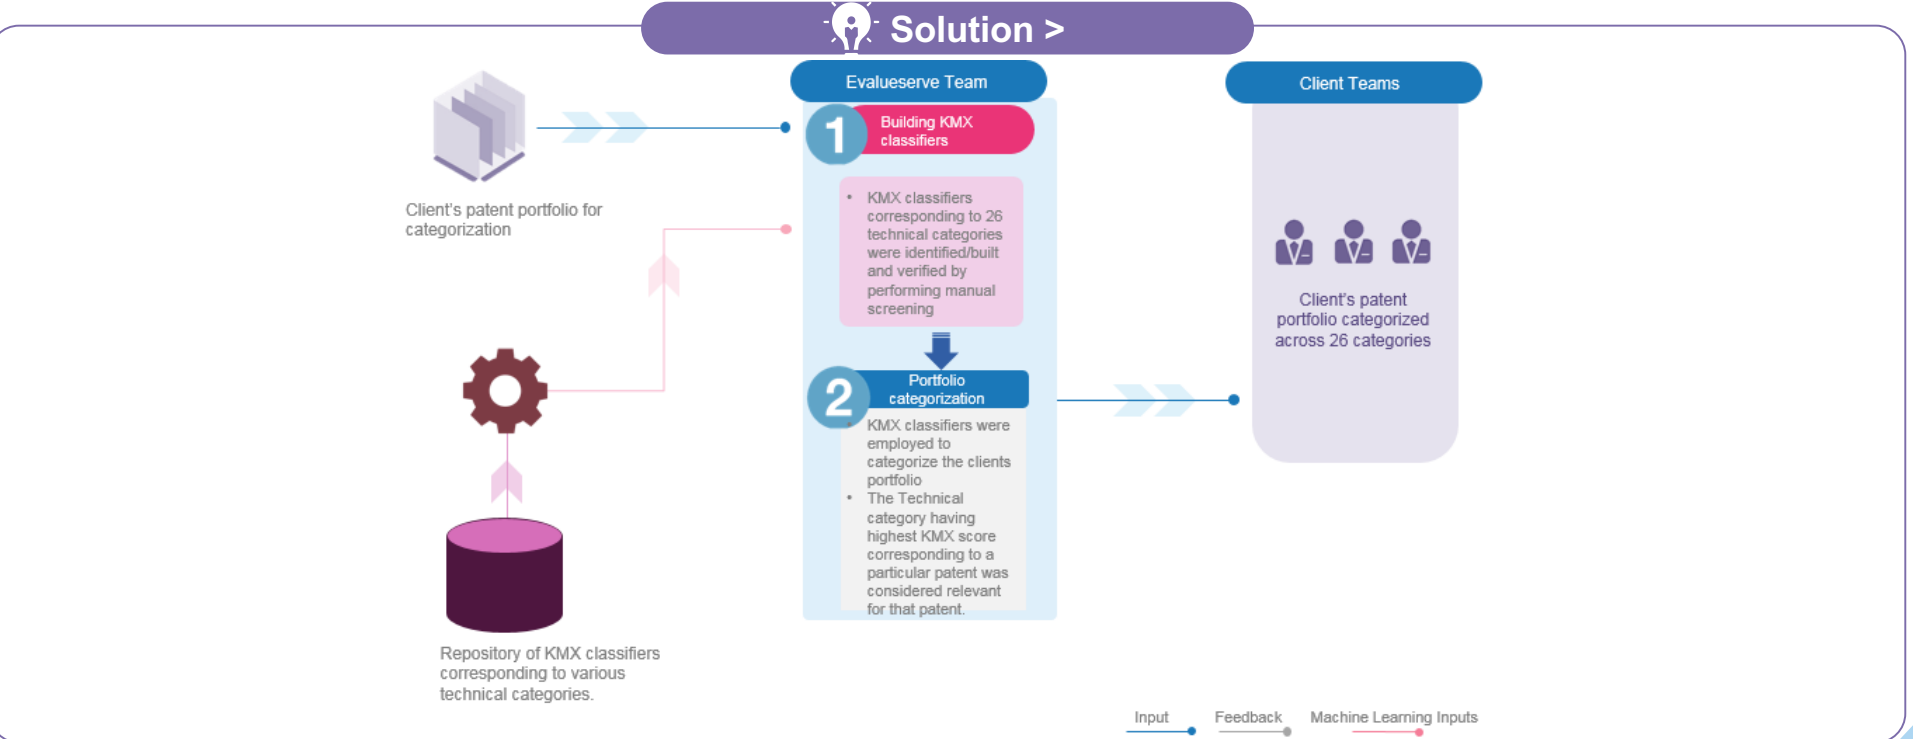 Solution >
Evalueserve Team
Client Teams
1
Building KMX
classifiers
Client's patent portfolio for
categorization
• KMX classifiers
corresponding to 26
technical categories
were identified/built
and verified by
performing manual
screening
Client's patent
portfolio categorized
across 26 categories
2
Portfolio
categorization
• KMX classifiers were
employed to
categorize the clients
portfolio
• The Technical
category having
highest KMX score
corresponding to a
particular patent was
considered relevant
for that patent.
Repository of KMX classifiers
corresponding to various
technical categories.
Input
Feedback
Machine Learning Inputs